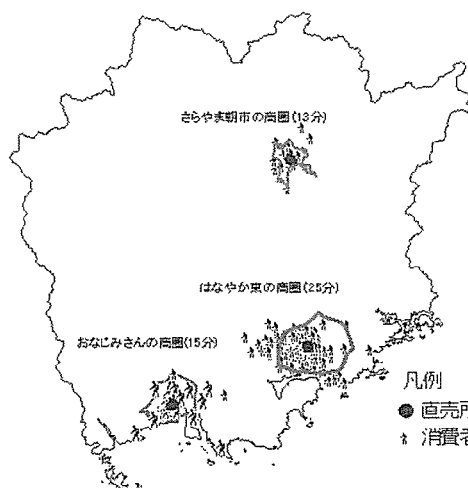 さらやま朝市の商圏(13分)
はなやか東の商圏(25分)
おなじみさんの商圏(15分)
凡例
直売所
消費者